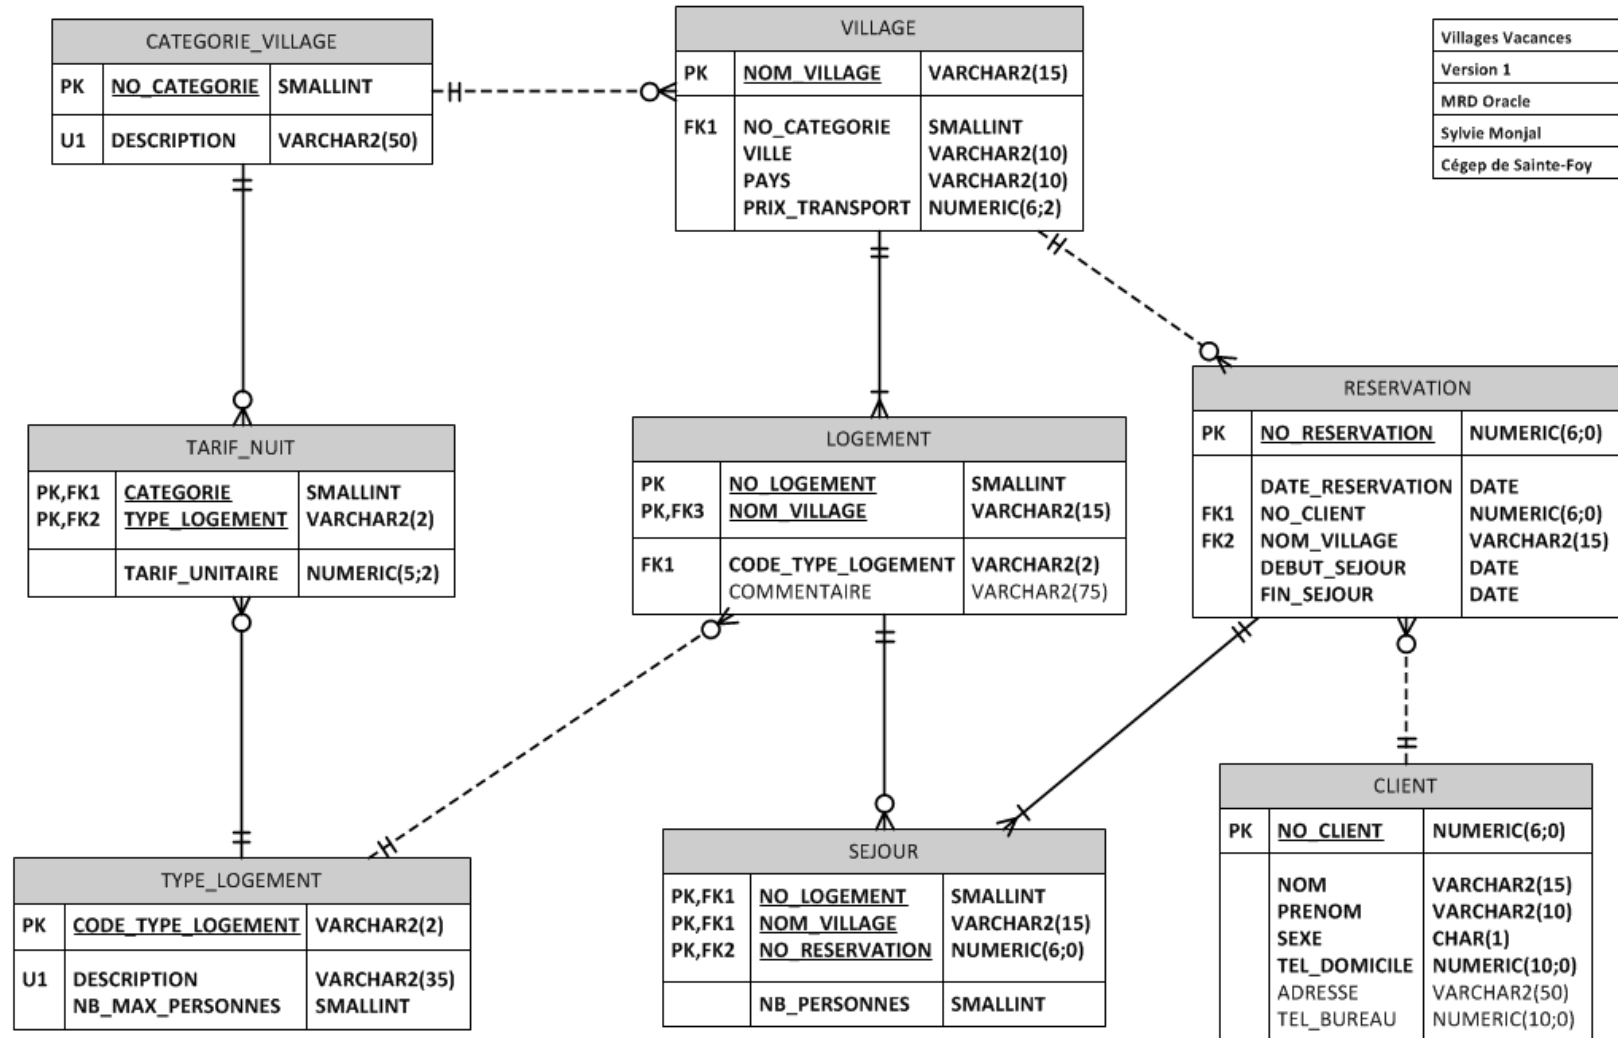 CATEGORIE_VILLAGE
PK NO_CATEGORIE SMALLINT
U1 DESCRIPTION VARCHAR2(50)
VILLAGE
PK NOM_VILLAGE VARCHAR2(15)
FK1 NO_CATEGORIE SMALLINT
VILLE VARCHAR2(10)
PAYS VARCHAR2(10)
PRIX_TRANSPORT NUMERIC(6;2)
Villages Vacances
Version 1
MRD Oracle
Sylvie Monjal
Cégep de Sainte-Foy
TARIF_NUIT
PK,FK1 CATEGORIE SMALLINT
PK,FK2 TYPE_LOGEMENT VARCHAR2(2)
TARIF_UNITAIRE NUMERIC(5;2)
LOGEMENT
PK NO_LOGEMENT SMALLINT
PK,FK3 NOM_VILLAGE VARCHAR2(15)
FK1 CODE_TYPE_LOGEMENT VARCHAR2(2)
COMMENTAIRE VARCHAR2(75)
RESERVATION
PK NO_RESERVATION NUMERIC(6;0)
DATE_RESERVATION DATE
FK1 NO_CLIENT NUMERIC(6;0)
FK2 NOM_VILLAGE VARCHAR2(15)
DEBUT_SEJOUR DATE
FIN_SEJOUR DATE
TYPE_LOGEMENT
PK CODE_TYPE_LOGEMENT VARCHAR2(2)
U1 DESCRIPTION VARCHAR2(35)
NB_MAX_PERSONNES SMALLINT
SEJOUR
PK,FK1 NO_LOGEMENT SMALLINT
PK,FK1 NOM_VILLAGE VARCHAR2(15)
PK,FK2 NO_RESERVATION NUMERIC(6;0)
NB_PERSONNES SMALLINT
CLIENT
PK NO_CLIENT NUMERIC(6;0)
NOM VARCHAR2(15)
PRENOM VARCHAR2(10)
SEXE CHAR(1)
TEL_DOMICILE NUMERIC(10;0)
ADRESSE VARCHAR2(50)
TEL_BUREAU NUMERIC(10;0)